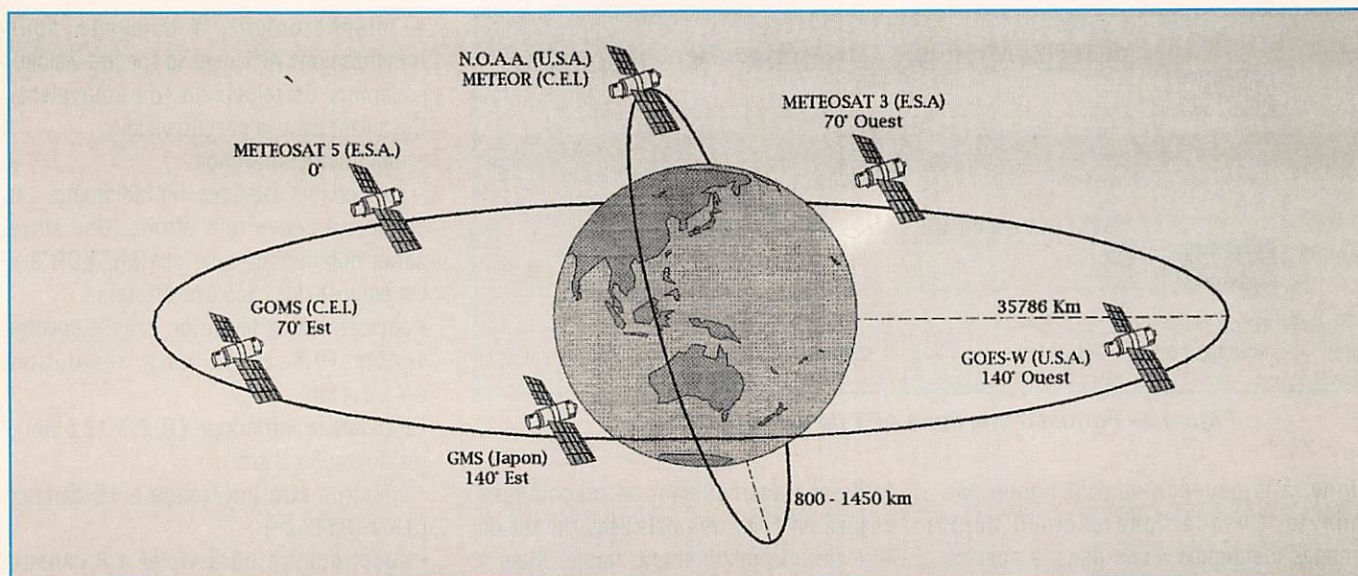 N.O.A.A. (U.S.A.)
METEOR (C.E.I.)
METEOSAT 3 (E.S.A)
70° Ouest
METEOSAT 5 (E.S.A.)
0°
GOMS (C.E.I.)
70° Est
35786 Km
GOES-W (U.S.A.)
140° Ouest
GMS (Japon)
140° Est
800 - 1450 km